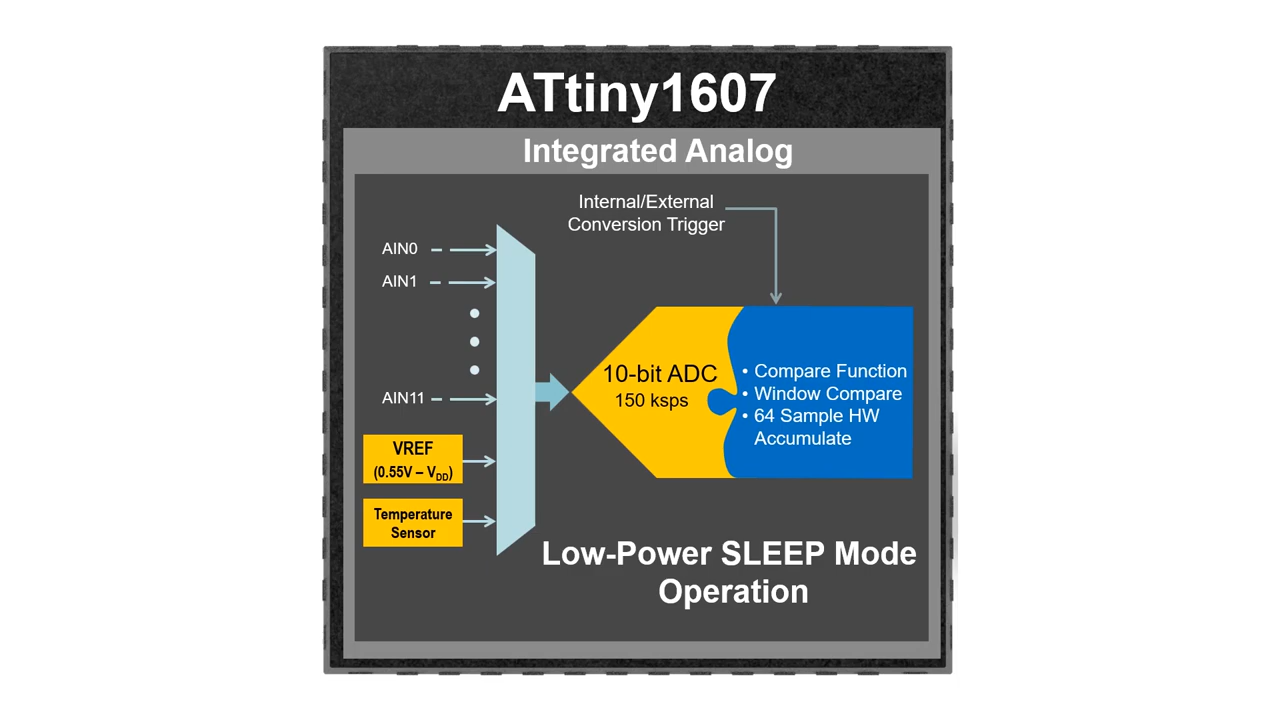 ATtiny1607
Integrated Analog
Internal/External
Conversion Trigger
AIN0
AIN1
AIN11
VREF
(0.55V – VDD)
Temperature
Sensor
10-bit ADC
150 ksps
• Compare Function
• Window Compare
• 64 Sample HW
Accumulate
Low-Power SLEEP Mode
Operation